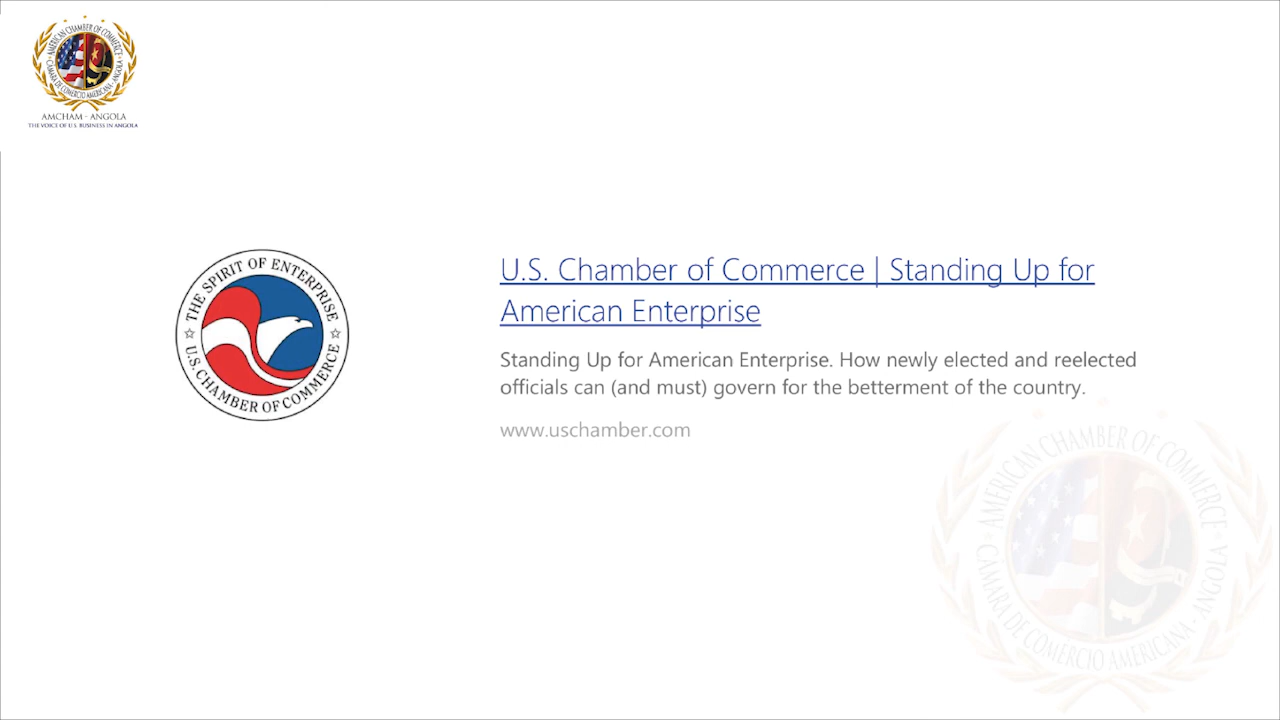 AMERICAN CHAMBER OF COMMERCE
CAMARA DE COMERCIO AMERICANA - ANGOLA
AMCHAM - ANGOLA
THE VOICE OF U.S. BUSINESS IN ANGOLA
THE SPIRIT OF ENTERPRISE
U.S. CHAMBER OF COMMERCE
U.S. Chamber of Commerce | Standing Up for
American Enterprise
Standing Up for American Enterprise. How newly elected and reelected
officials can (and must) govern for the betterment of the country.
www.uschamber.com
AMERICAN CHAMBER OF COMMERCE
CAMARA DE COMERCIO AMERICANA - ANGOLA